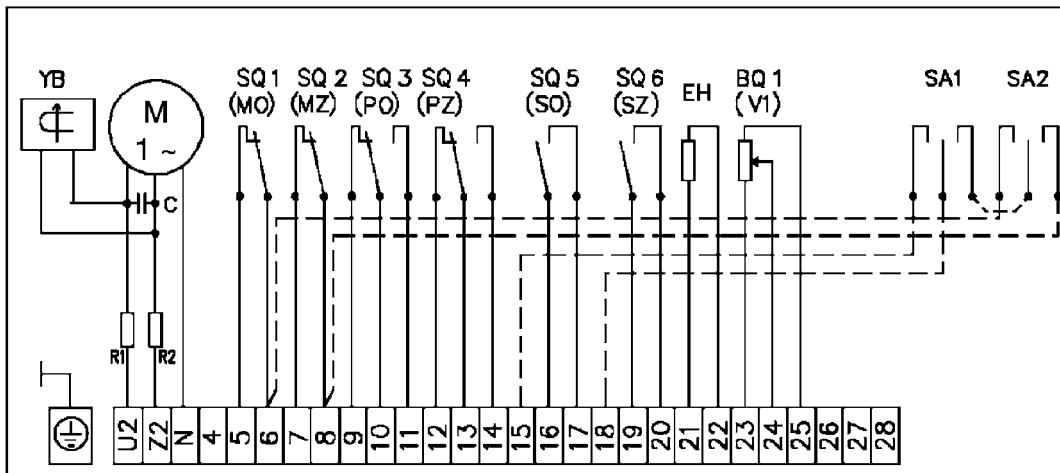 YB
M
1 ~
C
R1
R2
SQ 1
(MO)
SQ 2
(MZ)
SQ 3
(PO)
SQ 4
(PZ)
SQ 5
(SO)
SQ 6
(SZ)
EH
BQ 1
(V1)
SA1
SA2
U2
Z2
N
4
5
6
7
8
9
10
11
12
13
14
15
16
17
18
19
20
21
22
23
24
25
26
27
28